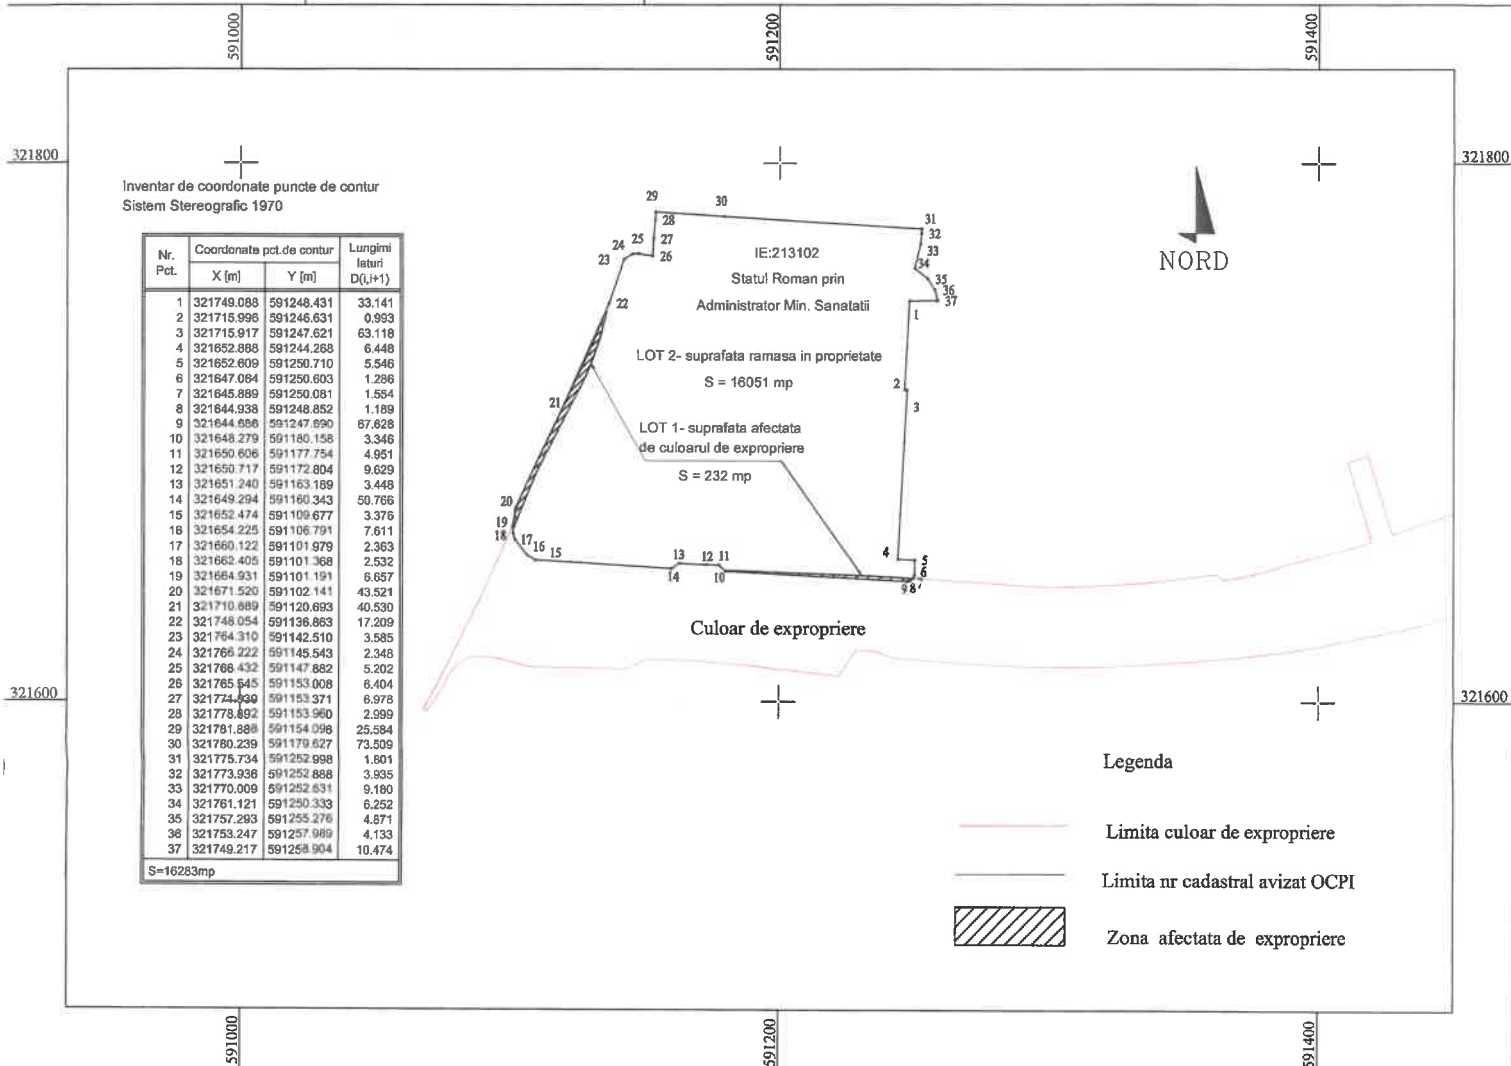 591000
591200
591400
321800
321800
Inventar de coordonate puncte de contur
Sistem Stereografic 1970
Nr. Pct.
Coordonate pct.de contur
Lungimi laturi D(i,i+1)
X [m]
Y [m]
1 321749.088 591248.431 33.141
2 321715.996 591246.631 0.993
3 321715.917 591247.621 63.118
4 321652.888 591244.268 6.448
5 321652.609 591250.710 5.546
6 321647.064 591250.603 1.286
7 321645.889 591250.081 1.554
8 321644.938 591248.852 1.189
9 321644.686 591247.690 67.628
10 321648.279 591180.158 3.346
11 321650.606 591177.754 4.951
12 321650.717 591172.804 9.629
13 321651.240 591163.189 3.448
14 321649.294 591160.343 50.766
15 321652.474 591109.677 3.376
16 321654.225 591106.791 7.611
17 321660.122 591101.979 2.363
18 321662.405 591101.368 2.532
19 321664.931 591101.191 6.657
20 321671.520 591102.141 43.521
21 321710.889 591120.693 40.530
22 321748.054 591136.863 17.209
23 321764.310 591142.510 3.585
24 321766.222 591145.543 2.348
25 321766.432 591147.882 5.202
26 321765.545 591153.008 6.404
27 321771.939 591153.371 6.978
28 321778.892 591153.960 2.999
29 321781.888 591154.098 25.584
30 321780.239 591179.627 73.509
31 321775.734 591252.998 1.801
32 321773.936 591252.888 3.935
33 321770.009 591252.631 9.180
34 321761.121 591250.333 6.252
35 321757.293 591255.276 4.871
36 321753.247 591257.989 4.133
37 321749.217 591258.904 10.474
S=16283mp
29
30
31
28
32
27
33
24
25
26
23
34
35
36
37
22
1
IE:213102
Statul Roman prin
Administrator Min. Sanatatii
NORD
LOT 2- suprafata ramasa in proprietate
S = 16051 mp
2
3
21
LOT 1- suprafata afectata
de culoarul de expropriere
S = 232 mp
20
19
18
17
16
15
13
12
11
14
10
4
5
6
7
9
8
Culoar de expropriere
321600
321600
Legenda
Limita culoar de expropriere
Limita nr cadastral avizat OCPI
Zona afectata de expropriere
591000
591200
591400